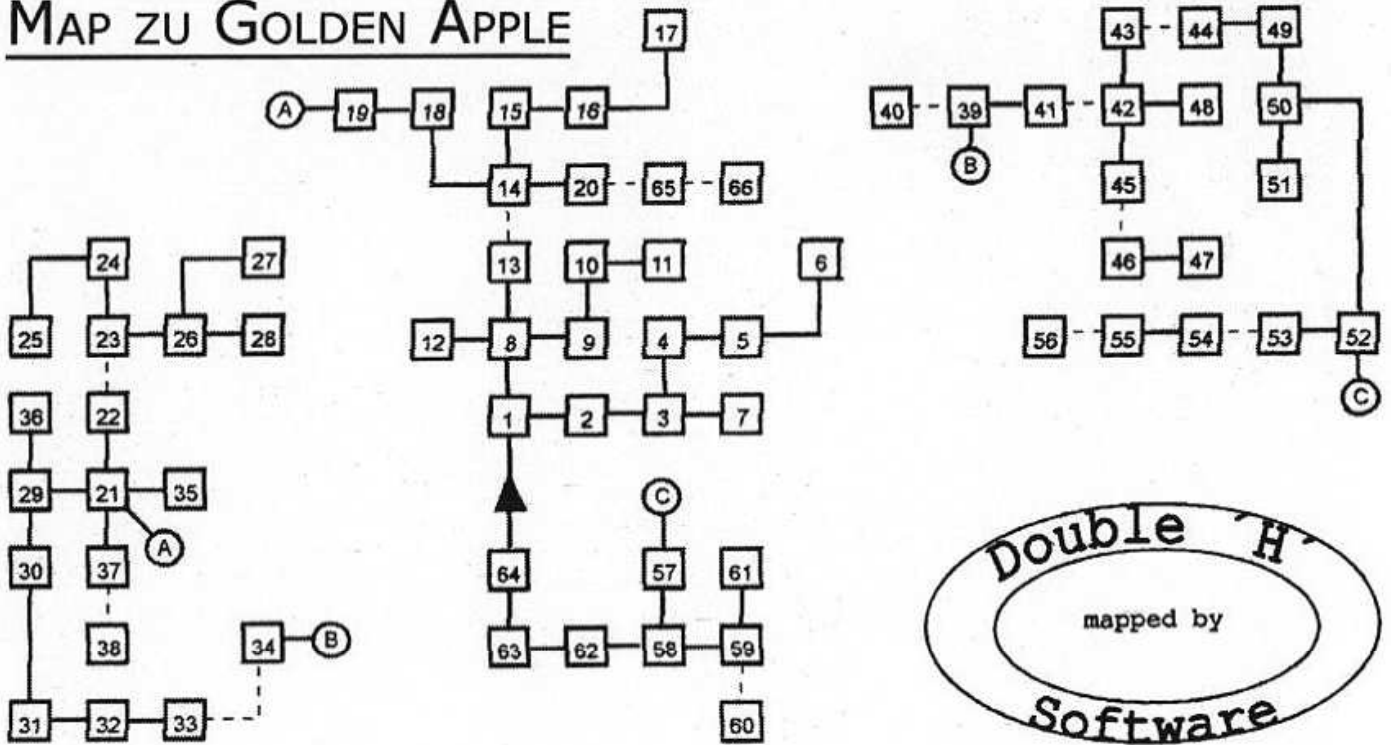 MAP ZU GOLDEN APPLE
17
43 44 49
A 19 18 15 16
40 39 41 42 48 50
B
14 20 65 66
45 51
24 27
13 10 11 6
46 47
25 23 26 28
12 8 9 4 5
56 55 54 53 52
C
36 22
1 2 3 7
29 21 35
C
A
30 37
64 57 61
38 34 B
63 62 58 59
31 32 33
60
Double ´H´
mapped by
Software